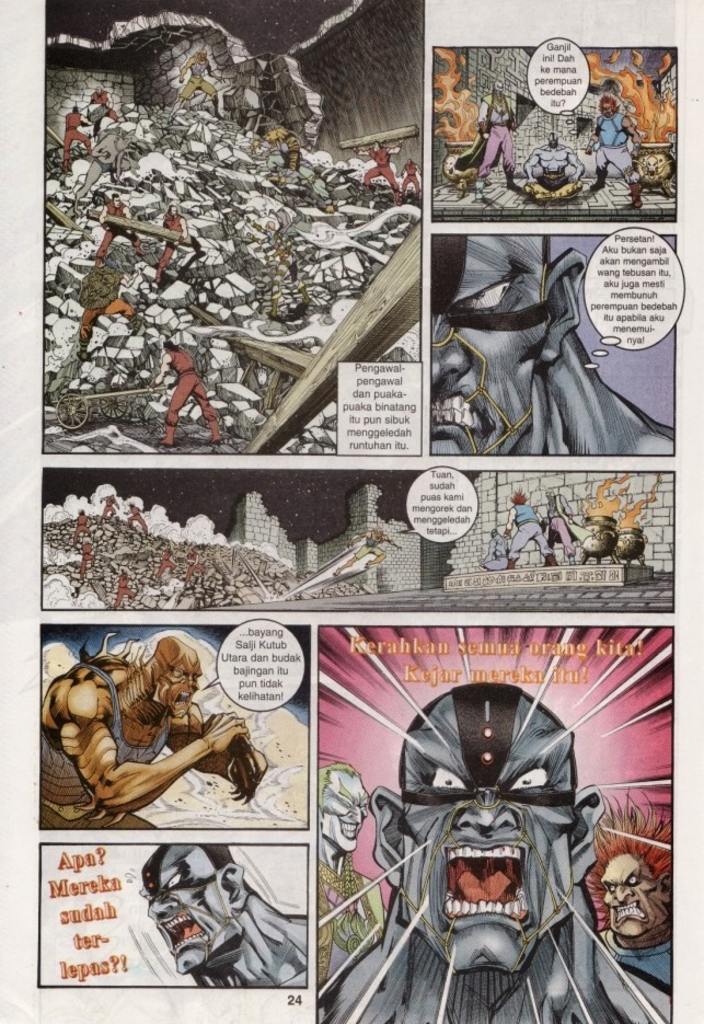 Pengawal-
pengawal
dan puaka-
puaka binatang
itu pun sibuk
menggeledah
runtuhan itu.
Ganjil
ini! Dah
ke mana
perempuan
bedebah
itu?
Persetan!
Aku bukan saja
akan mengambil
wang tebusan itu,
aku juga mesti
membunuh
perempuan bedebah
itu apabila aku
menemui-
nya!
Tuan,
sudah
puas kami
mengorek dan
menggeledah
tetapi...
...bayang
Salji Kutub
Utara dan budak
bajingan itu
pun tidak
kelihatan!
Apa?
Mereka
sudah
ter-
lepas?!
Kerahkan semua orang kita!
Kejar mereka itu!
24